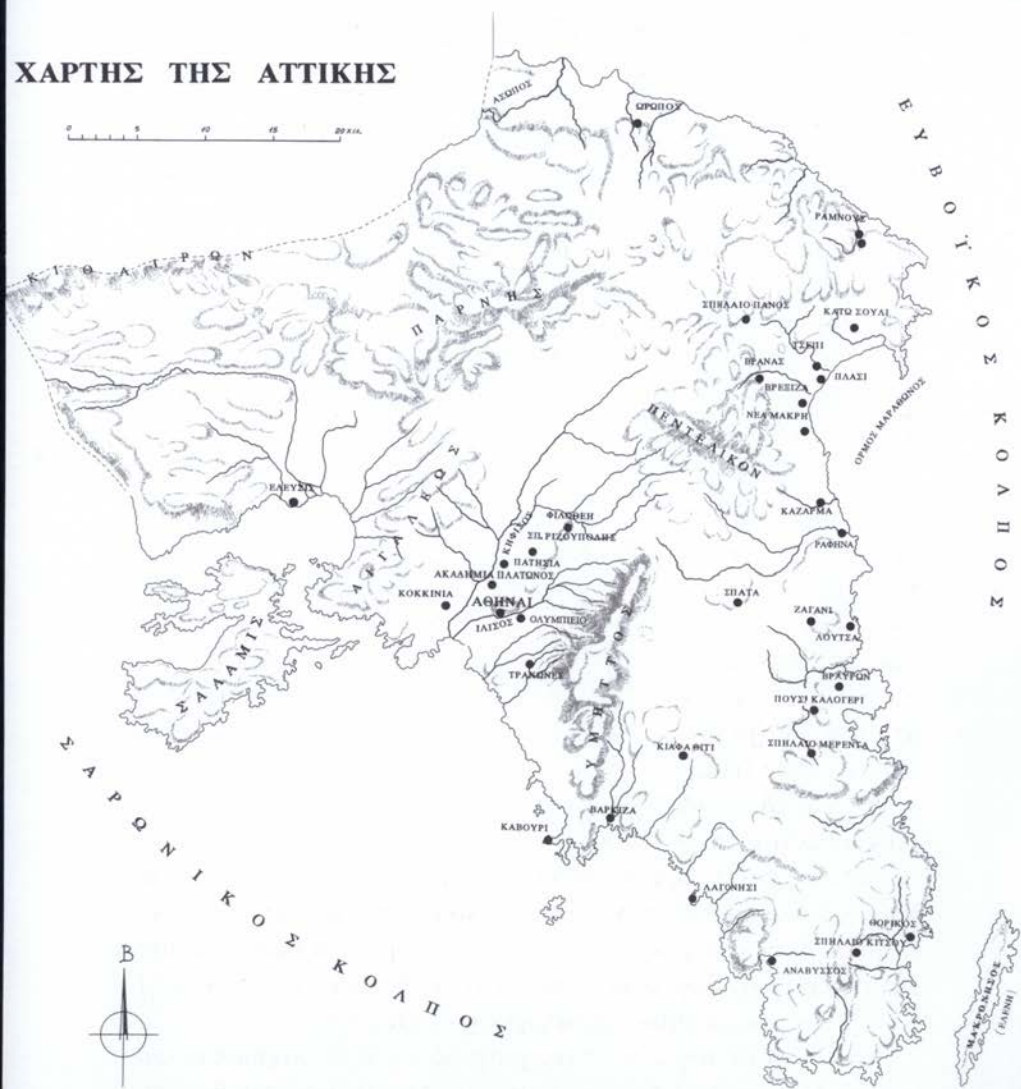 ΧΑΡΤΗΣ ΤΗΣ ΑΤΤΙΚΗΣ
0 5 10 15 20 ΧΙΛ.
ΑΣΩΠΟΣ
ΩΡΩΠΟΣ
ΕΥΒΟΪΚΟΣ ΚΟΛΠΟΣ
ΡΑΜΝΟΥΣ
ΚΙΘΑΙΡΩΝ
ΠΑΡΝΗΣ
ΣΠΗΛΑΙΟ ΠΑΝΟΣ
ΚΑΤΩ ΣΟΥΛΙ
ΤΣΕΠΙ
ΒΡΑΝΑΣ
ΠΛΑΣΙ
ΒΡΕΞΙΖΑ
ΝΕΑ ΜΑΚΡΗ
ΟΡΜΟΣ ΜΑΡΑΘΩΝΟΣ
ΠΕΝΤΕΛΙΚΟΝ
ΕΛΕΥΣΙΣ
ΑΙΓΑΛΕΩΣ
ΚΗΦΙΣΟΣ
ΦΙΛΟΘΕΗ
ΚΑΖΑΡΜΑ
ΣΠ. ΡΙΖΟΥΠΟΛΗΣ
ΡΑΦΗΝΑ
ΠΑΤΗΣΙΑ
ΑΚΑΔΗΜΙΑ ΠΛΑΤΩΝΟΣ
ΚΟΚΚΙΝΙΑ
ΑΘΗΝΑΙ
ΣΠΑΤΑ
ΙΛΙΣΟΣ
ΟΛΥΜΠΕΙΟ
ΖΑΓΑΝΙ
ΛΟΥΤΣΑ
ΣΑΛΑΜΙΣ
ΤΡΑΧΩΝΕΣ
ΥΜΗΤΤΟΣ
ΒΡΑΥΡΩΝ
ΠΟΥΣΙ ΚΑΛΟΓΕΡΙ
ΚΙΑΦΑ ΘΙΤΙ
ΣΠΗΛΑΙΟ ΜΕΡΕΝΤΑ
ΣΑΡΩΝΙΚΟΣ ΚΟΛΠΟΣ
ΒΑΡΚΙΖΑ
ΚΑΒΟΥΡΙ
ΛΑΓΟΝΗΣΙ
ΘΟΡΙΚΟΣ
ΣΠΗΛΑΙΟ ΚΙΤΣΟΥ
ΑΝΑΒΥΣΣΟΣ
ΜΑΚΡΟΝΗΣΟΣ
(ΕΛΕΝΗ)
Β